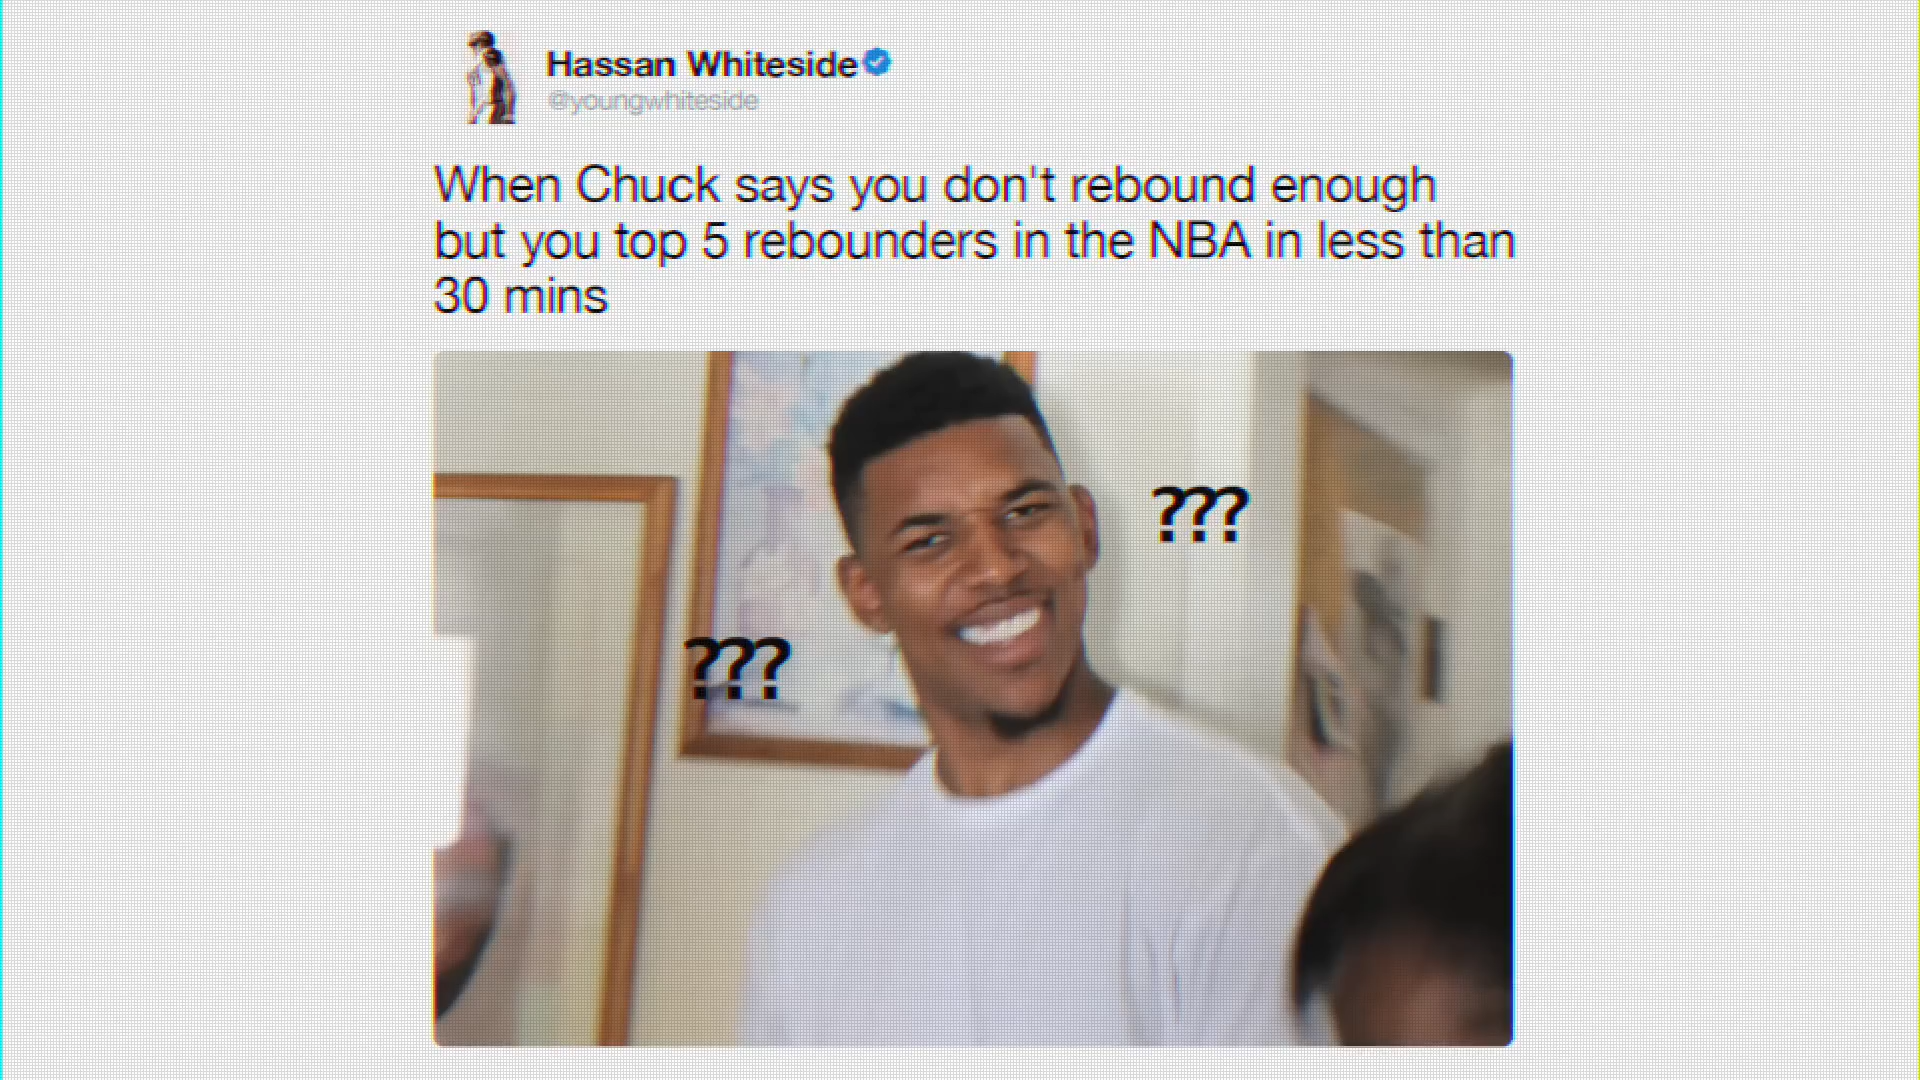 Hassan Whiteside
@youngwhiteside
When Chuck says you don't rebound enough
but you top 5 rebounders in the NBA in less than
30 mins
???
???